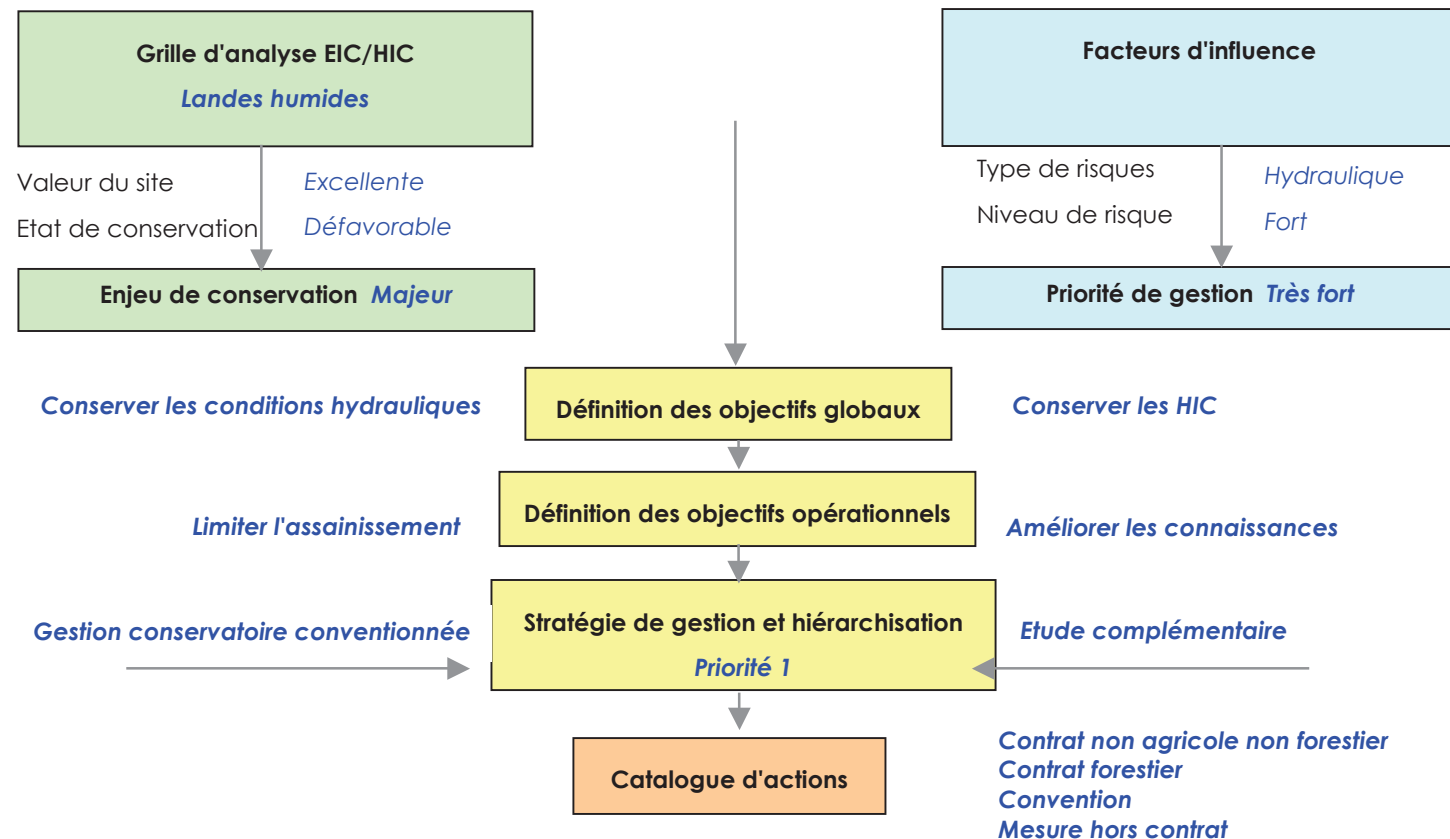 Grille d'analyse EIC/HIC
Landes humides
Facteurs d'influence
Valeur du site
Excellente
Etat de conservation
Défavorable
Type de risques
Hydraulique
Niveau de risque
Fort
Enjeu de conservation Majeur
Priorité de gestion Très fort
Conserver les conditions hydrauliques
Définition des objectifs globaux
Conserver les HIC
Limiter l'assainissement
Définition des objectifs opérationnels
Améliorer les connaissances
Gestion conservatoire conventionnée
Stratégie de gestion et hiérarchisation
Priorité 1
Etude complémentaire
Catalogue d'actions
Contrat non agricole non forestier
Contrat forestier
Convention
Mesure hors contrat